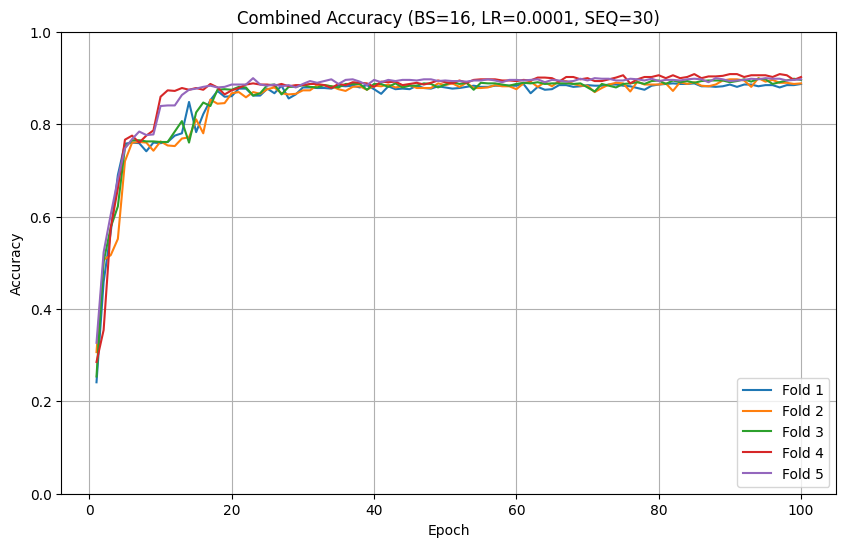 Combined Accuracy (BS=16, LR=0.0001, SEQ=30)
1.0
0.8
0.6
0.4
0.2
0.0
Accuracy
0 20 40 60 80 100
Epoch
Fold 1
Fold 2
Fold 3
Fold 4
Fold 5